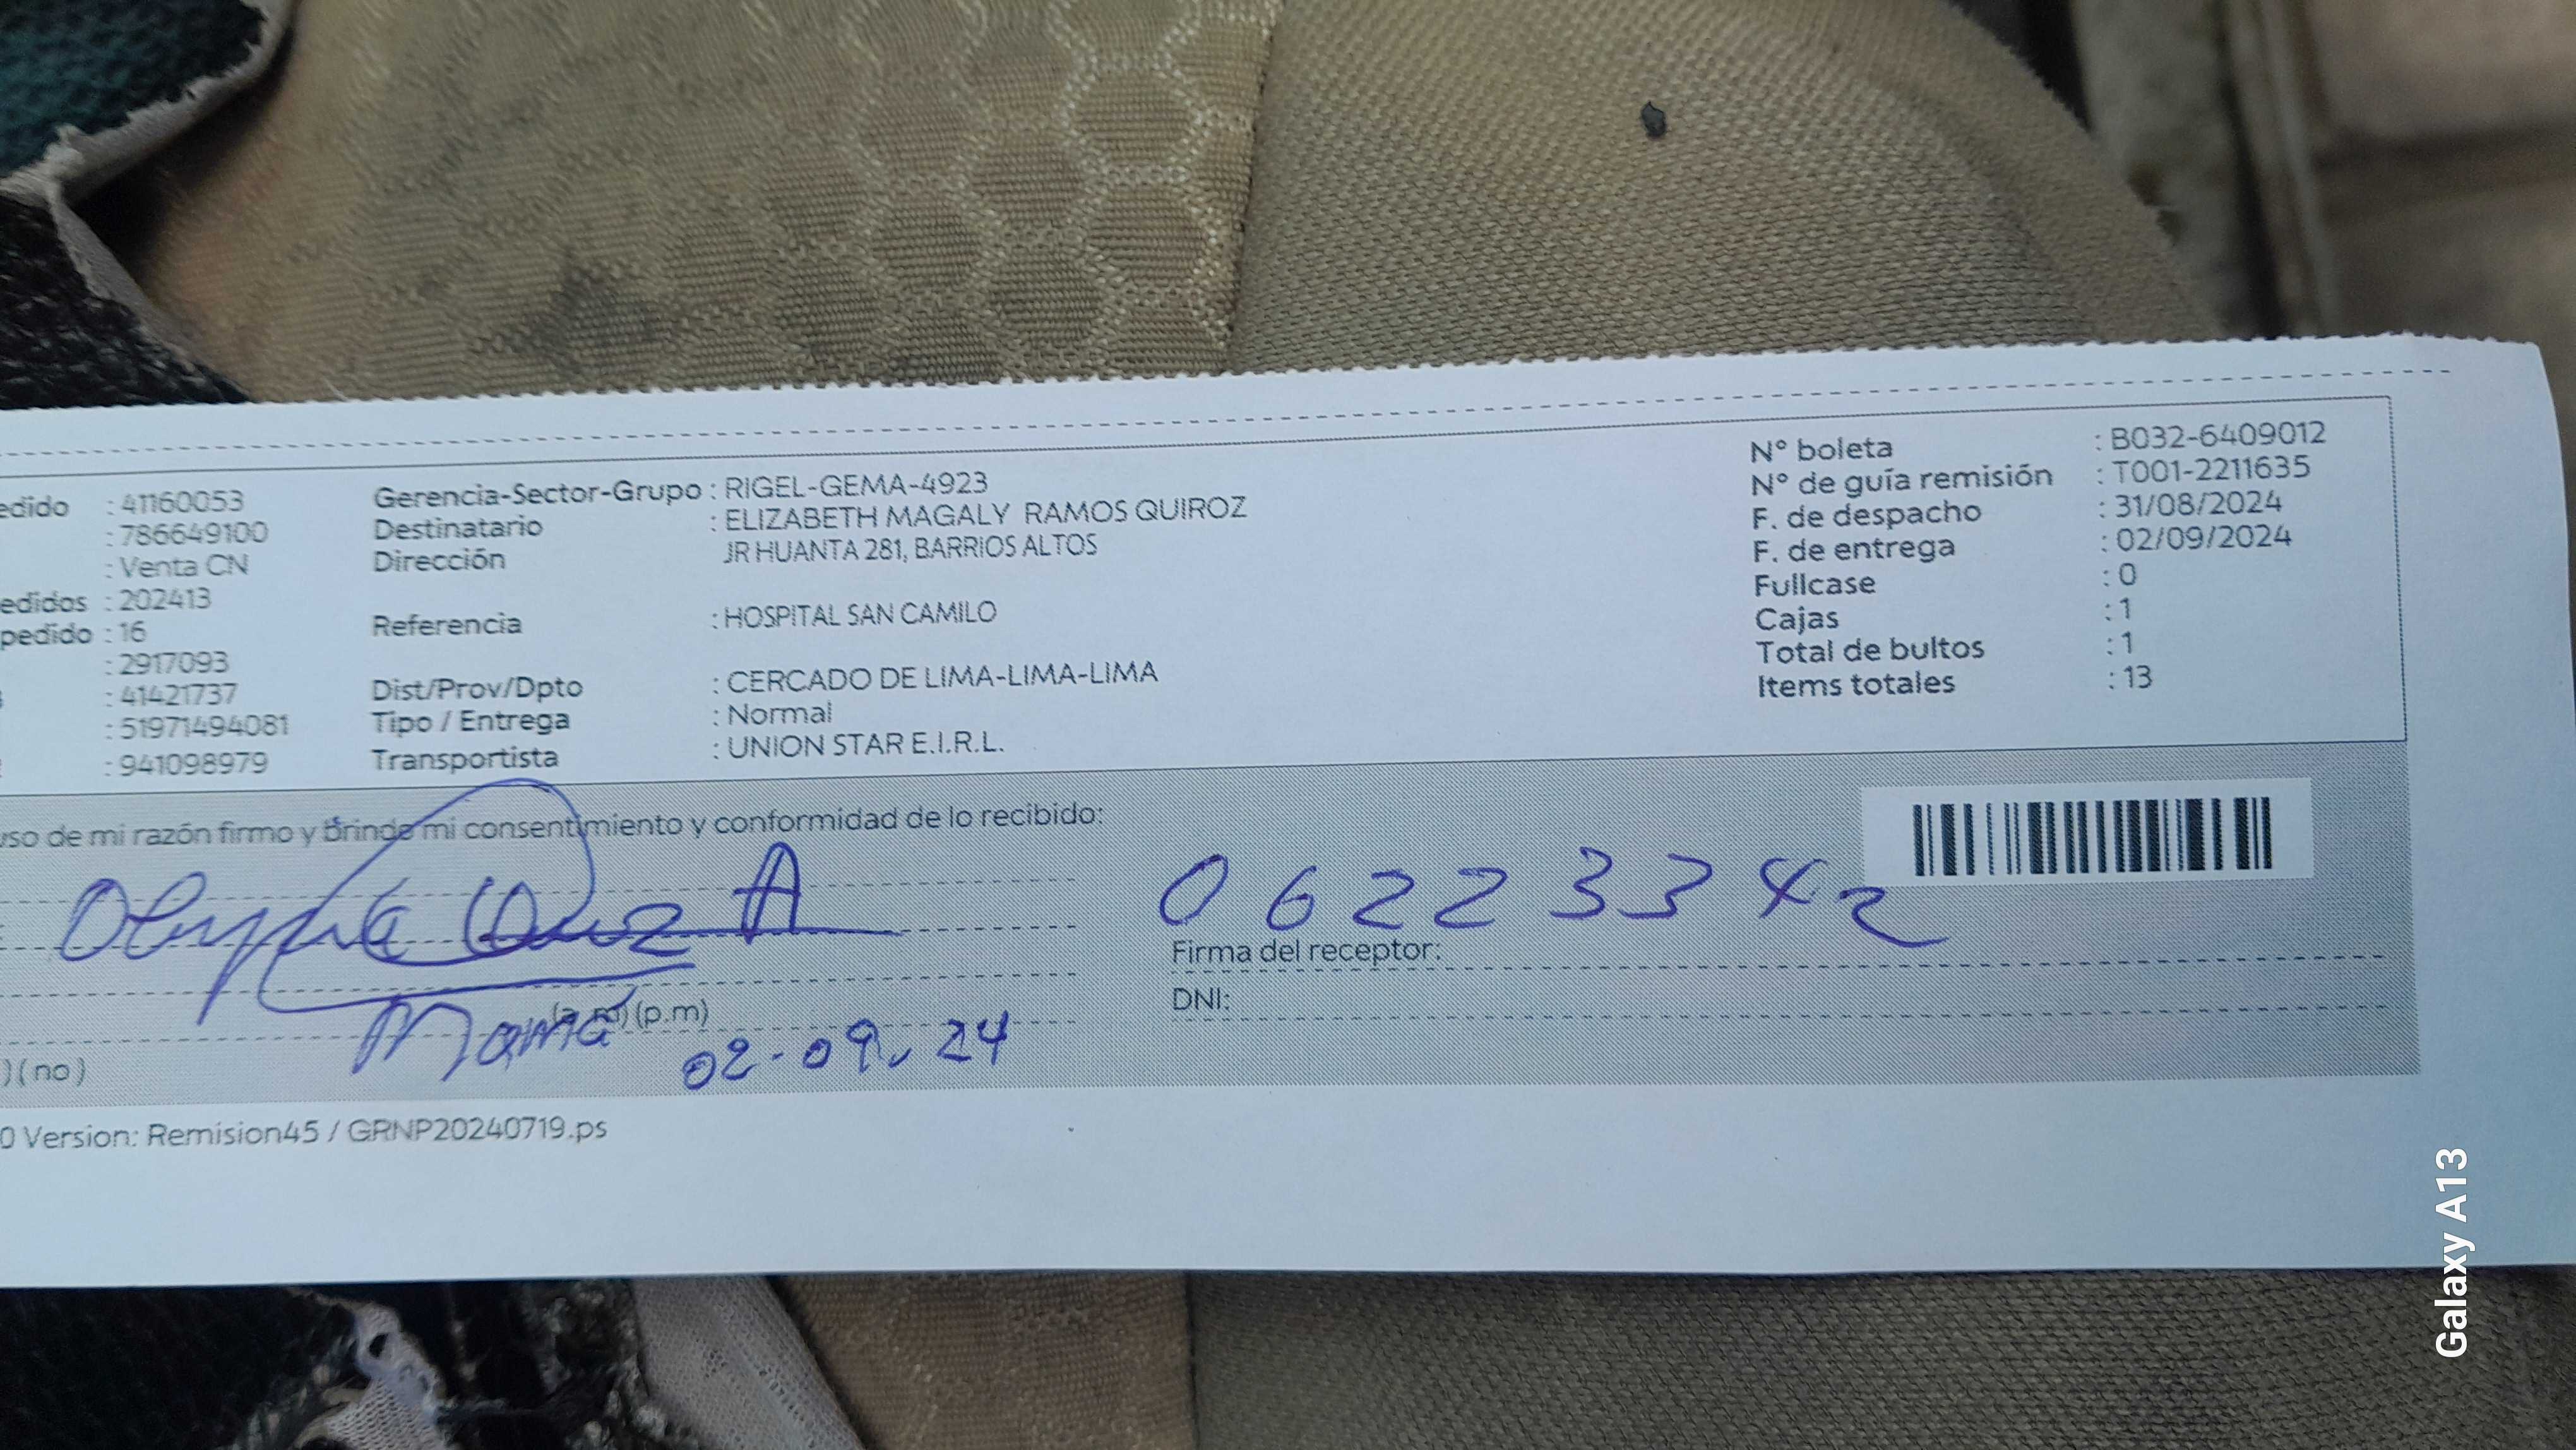 edido : 41160053
: 786649100
: Venta CN
edidos : 202413
pedido : 16
: 2917093
: 41421737
: 51971494081
: 941098979
Gerencia-Sector-Grupo : RIGEL-GEMA-4923
Destinatario : ELIZABETH MAGALY RAMOS QUIROZ
Dirección JR HUANTA 281, BARRIOS ALTOS
Referencia : HOSPITAL SAN CAMILO
Dist/Prov/Dpto : CERCADO DE LIMA-LIMA-LIMA
Tipo / Entrega : Normal
Transportista : UNION STAR E.I.R.L.
N° boleta : B032-6409012
N° de guía remisión : T001-2211635
F. de despacho : 31/08/2024
F. de entrega : 02/09/2024
Fullcase : 0
Cajas : 1
Total de bultos : 1
Items totales : 13
uso de mi razón firmo y brindo mi consentimiento y conformidad de lo recibido:
A
06223342
Firma del receptor:
(a.m) (p.m)
DNI:
Mamá
02-09-24
) ( no )
0 Version: Remision45 / GRNP20240719.ps
Galaxy A13